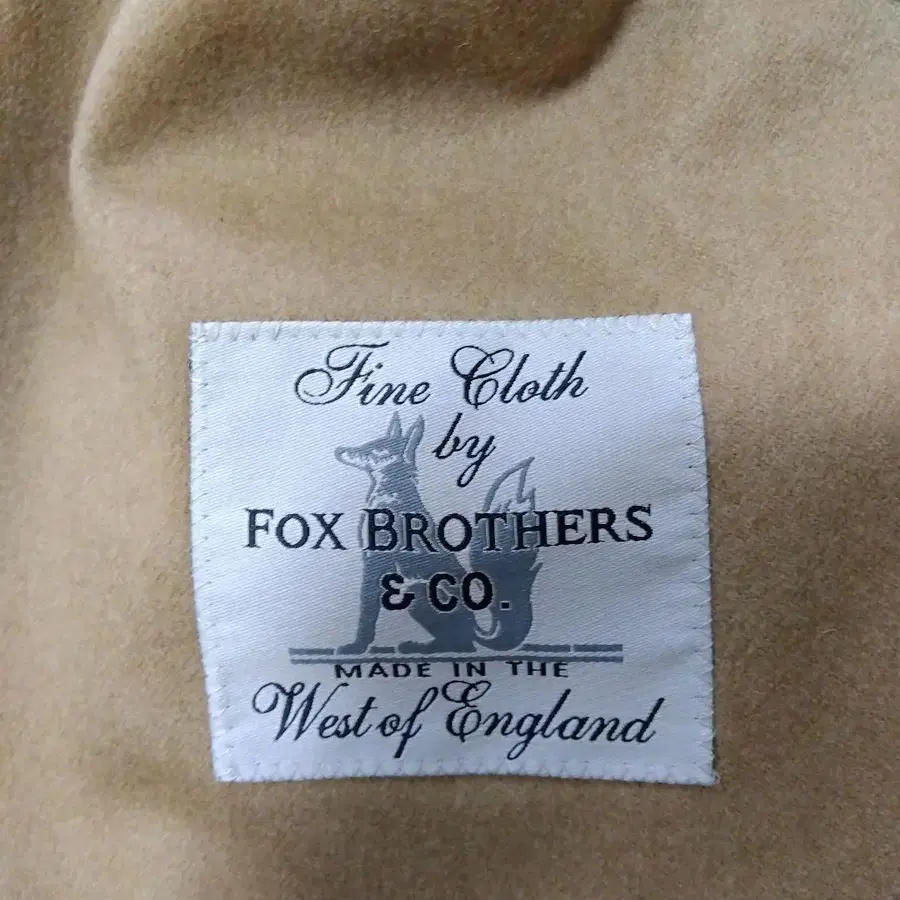 Fine Cloth
by
FOX BROTHERS
& CO.
MADE IN THE
West of England